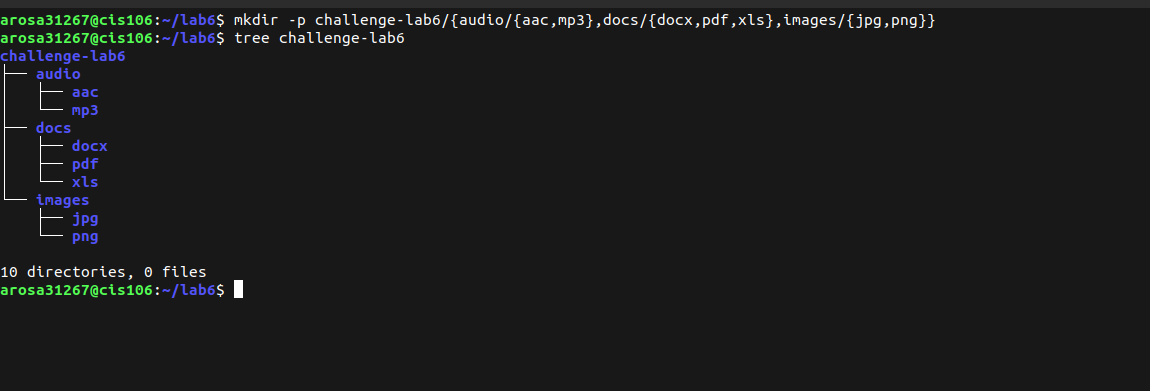 arosa31267@cis106:~/lab6$ mkdir -p challenge-lab6/{audio/{aac,mp3},docs/{docx,pdf,xls},images/{jpg,png}}
arosa31267@cis106:~/lab6$ tree challenge-lab6
challenge-lab6
├── audio
│   ├── aac
│   └── mp3
├── docs
│   ├── docx
│   ├── pdf
│   └── xls
└── images
    ├── jpg
    └── png

10 directories, 0 files
arosa31267@cis106:~/lab6$